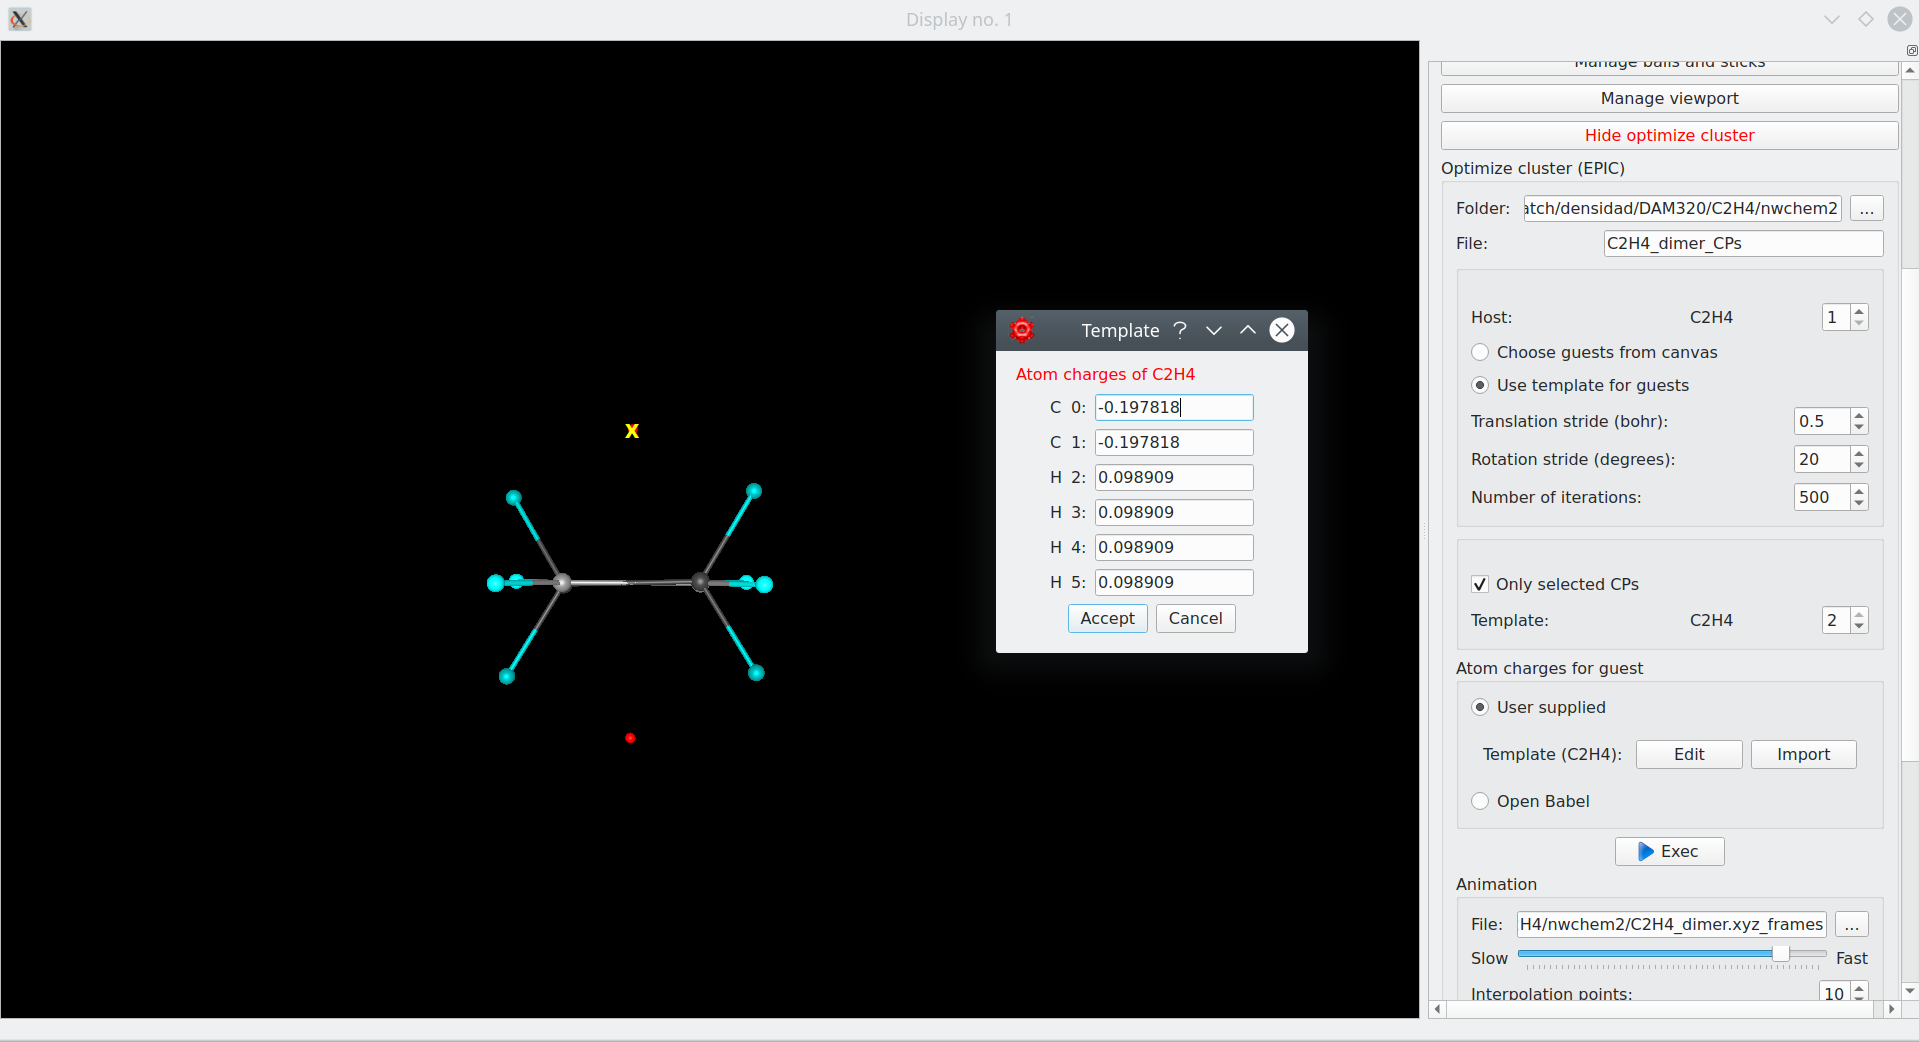 Display no. 1
Manage balls and sticks
Manage viewport
Hide optimize cluster
Optimize cluster (EPIC)
Folder: atch/densidad/DAM320/C2H4/nwchem2 ...
File: C2H4_dimer_CPs
Host: C2H4 1
Choose guests from canvas
Use template for guests
Translation stride (bohr): 0.5
Rotation stride (degrees): 20
Number of iterations: 500
Only selected CPs
Template: C2H4 2
Atom charges for guest
User supplied
Template (C2H4): Edit Import
Open Babel
Exec
Animation
File: H4/nwchem2/C2H4_dimer.xyz_frames ...
Slow Fast
Interpolation points: 10
X
Template ?
Atom charges of C2H4
C 0: -0.197818
C 1: -0.197818
H 2: 0.098909
H 3: 0.098909
H 4: 0.098909
H 5: 0.098909
Accept Cancel